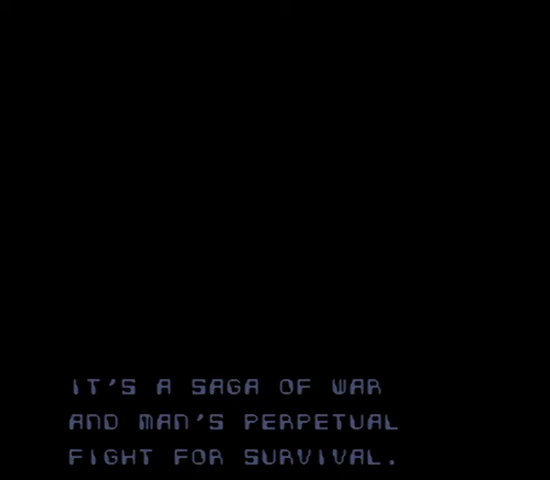 IT'S A SAGA OF WAR
AND MAN'S PERPETUAL
FIGHT FOR SURVIVAL.